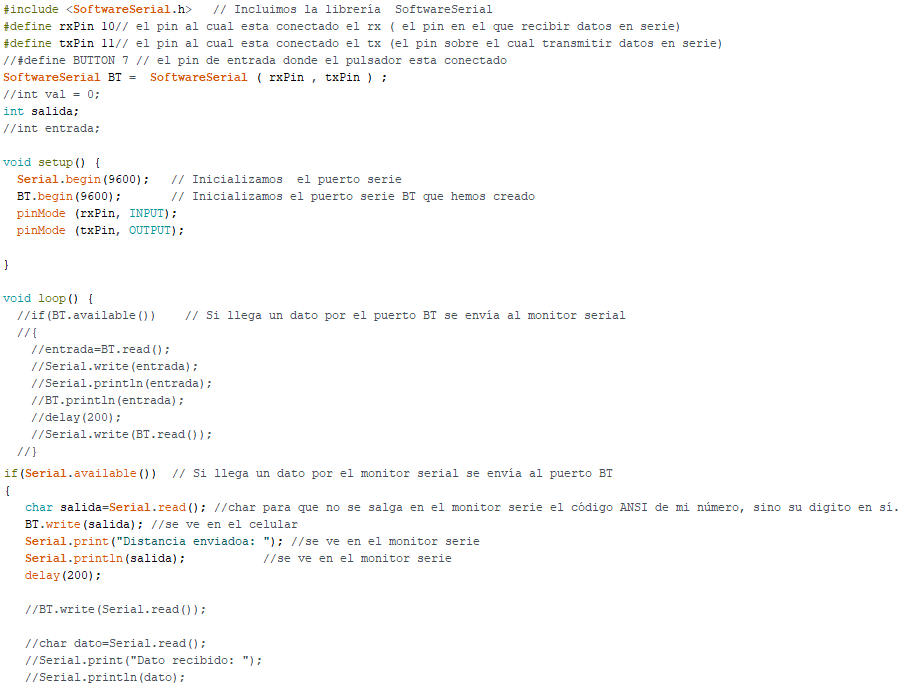 #include <SoftwareSerial.h>   // Incluimos la librería  SoftwareSerial
#define rxPin 10// el pin al cual esta conectado el rx ( el pin en el que recibir datos en serie)
#define txPin 11// el pin al cual esta conectado el tx (el pin sobre el cual transmitir datos en serie)
//#define BUTTON 7 // el pin de entrada donde el pulsador esta conectado
SoftwareSerial BT =  SoftwareSerial ( rxPin , txPin ) ;
//int val = 0;
int salida;
//int entrada;

void setup() {
  Serial.begin(9600);   // Inicializamos  el puerto serie
  BT.begin(9600);       // Inicializamos el puerto serie BT que hemos creado
  pinMode (rxPin, INPUT);
  pinMode (txPin, OUTPUT);

}

void loop() {
  //if(BT.available())    // Si llega un dato por el puerto BT se envía al monitor serial
  //{
    //entrada=BT.read();
    //Serial.write(entrada);
    //Serial.println(entrada);
    //BT.println(entrada);
    //delay(200);
    //Serial.write(BT.read());
  //}
if(Serial.available())  // Si llega un dato por el monitor serial se envía al puerto BT
{
   char salida=Serial.read(); //char para que no se salga en el monitor serie el código ANSI de mi número, sino su digito en sí.
   BT.write(salida); //se ve en el celular
   Serial.print("Distancia enviadoa: "); //se ve en el monitor serie
   Serial.println(salida);           //se ve en el monitor serie
   delay(200);

   //BT.write(Serial.read());

   //char dato=Serial.read();
   //Serial.print("Dato recibido: ");
   //Serial.println(dato);